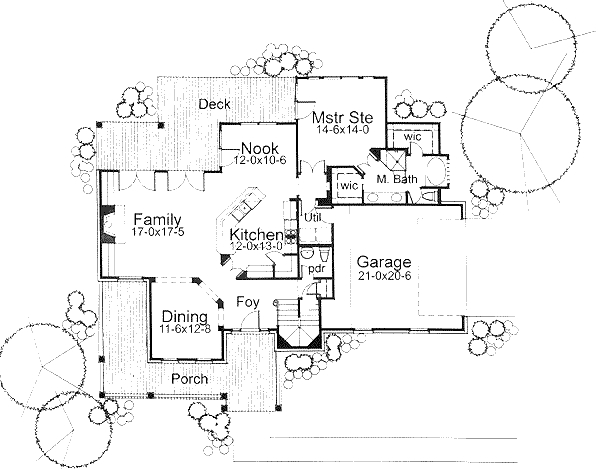 Deck
Mstr Ste
14-6x14-0
wic
Nook
12-0x10-6
M. Bath
wic
Family
17-0x17-5
Util
Kitchen
12-0x13-0
pdr
Garage
21-0x20-6
Dining
11-6x12-8
Foy
Porch